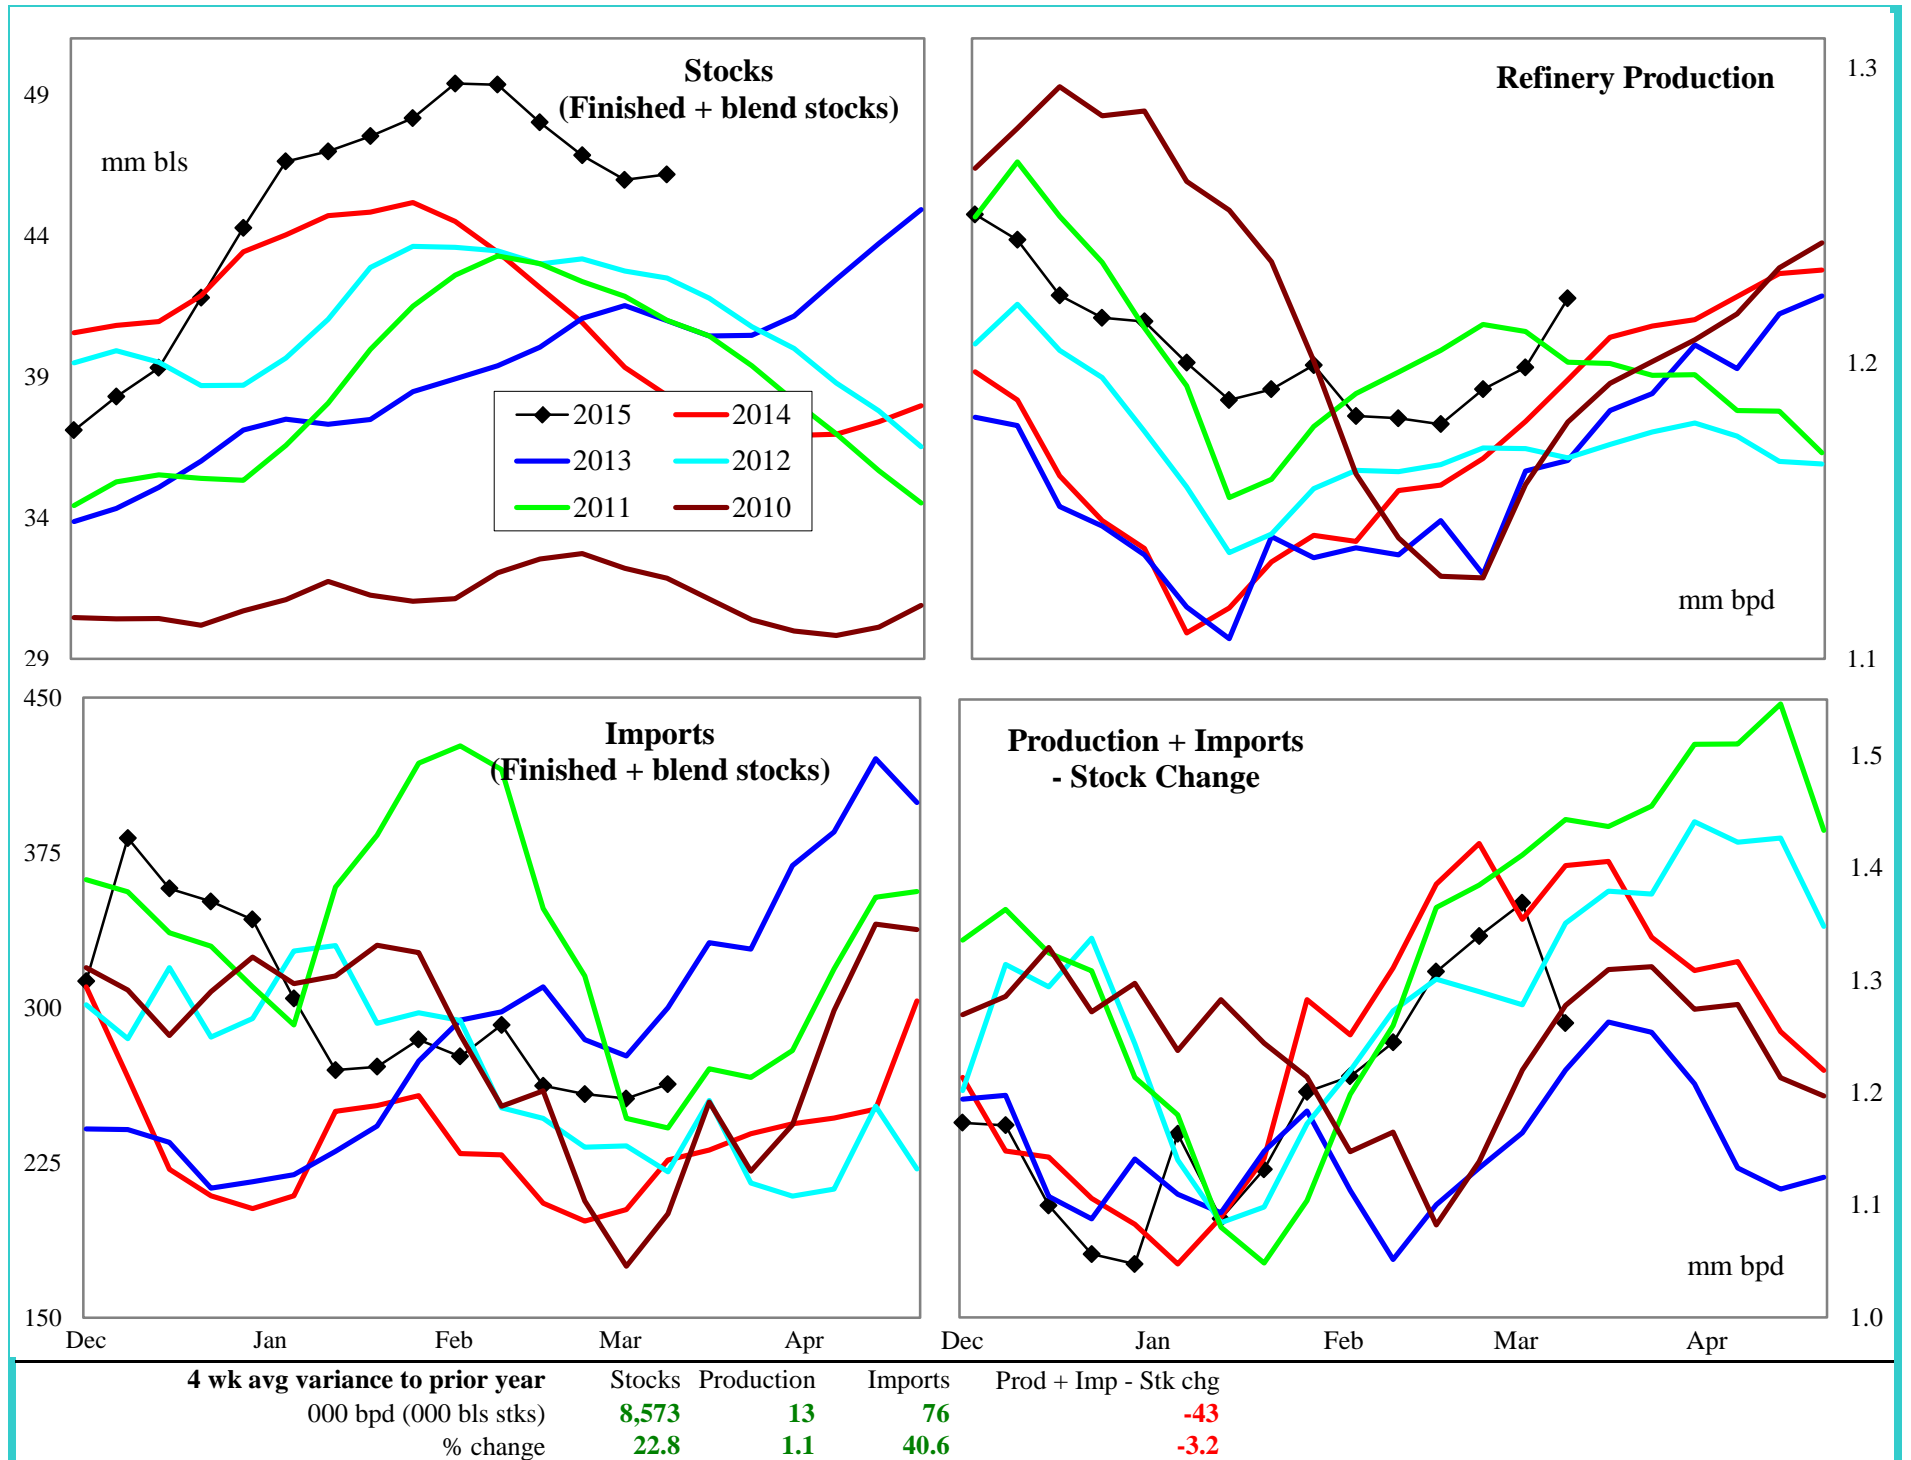 Stocks
(Finished + blend stocks)
mm bls
49
44
39
34
29
2015 2014
2013 2012
2011 2010
Refinery Production
1.3
1.2
1.1
mm bpd
Imports
(Finished + blend stocks)
450
375
300
225
150
Dec Jan Feb Mar Apr
Production + Imports
- Stock Change
1.5
1.4
1.3
1.2
1.1
1.0
mm bpd
Dec Jan Feb Mar Apr
4 wk avg variance to prior year Stocks Production Imports Prod + Imp - Stk chg
000 bpd (000 bls stks) 8,573 13 76 -43
% change 22.8 1.1 40.6 -3.2